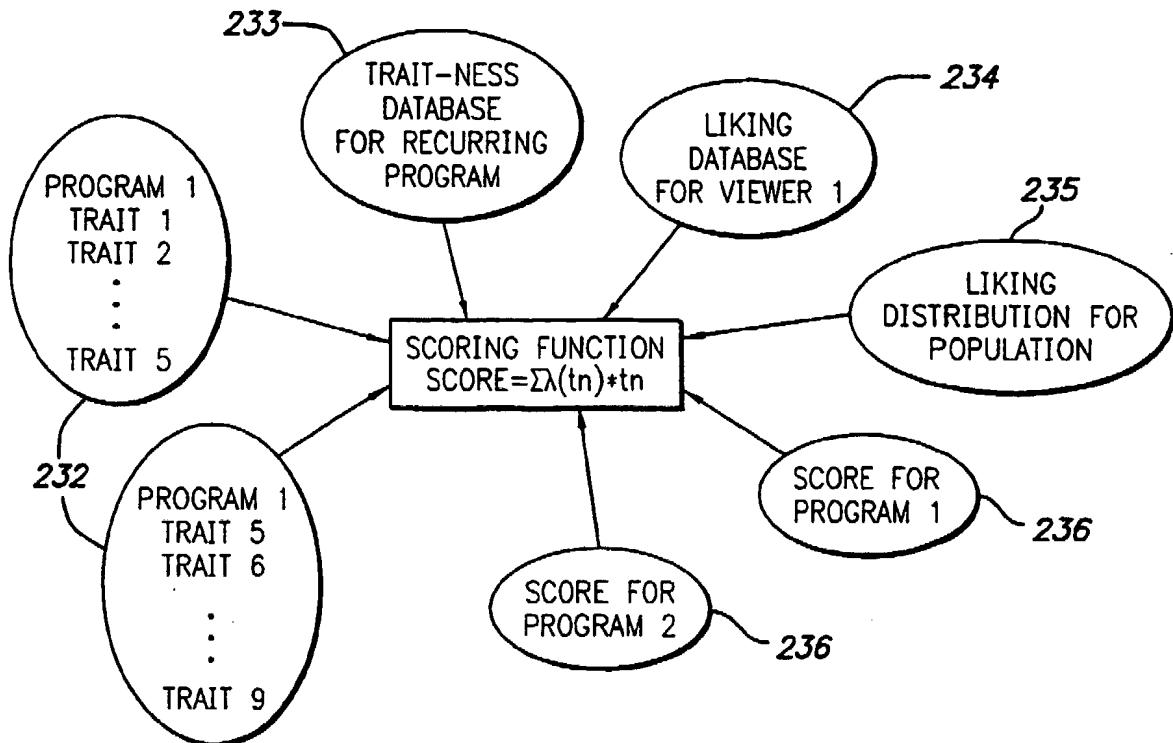 233
TRAIT-NESS
DATABASE
FOR RECURRING
PROGRAM
234
LIKING
DATABASE
FOR VIEWER 1
235
LIKING
DISTRIBUTION FOR
POPULATION
PROGRAM 1
TRAIT 1
TRAIT 2
.
.
.
TRAIT 5
SCORING FUNCTION
SCORE=Σλ(tn)*tn
232
PROGRAM 1
TRAIT 5
TRAIT 6
.
.
.
TRAIT 9
SCORE FOR
PROGRAM 1
236
SCORE FOR
PROGRAM 2
236